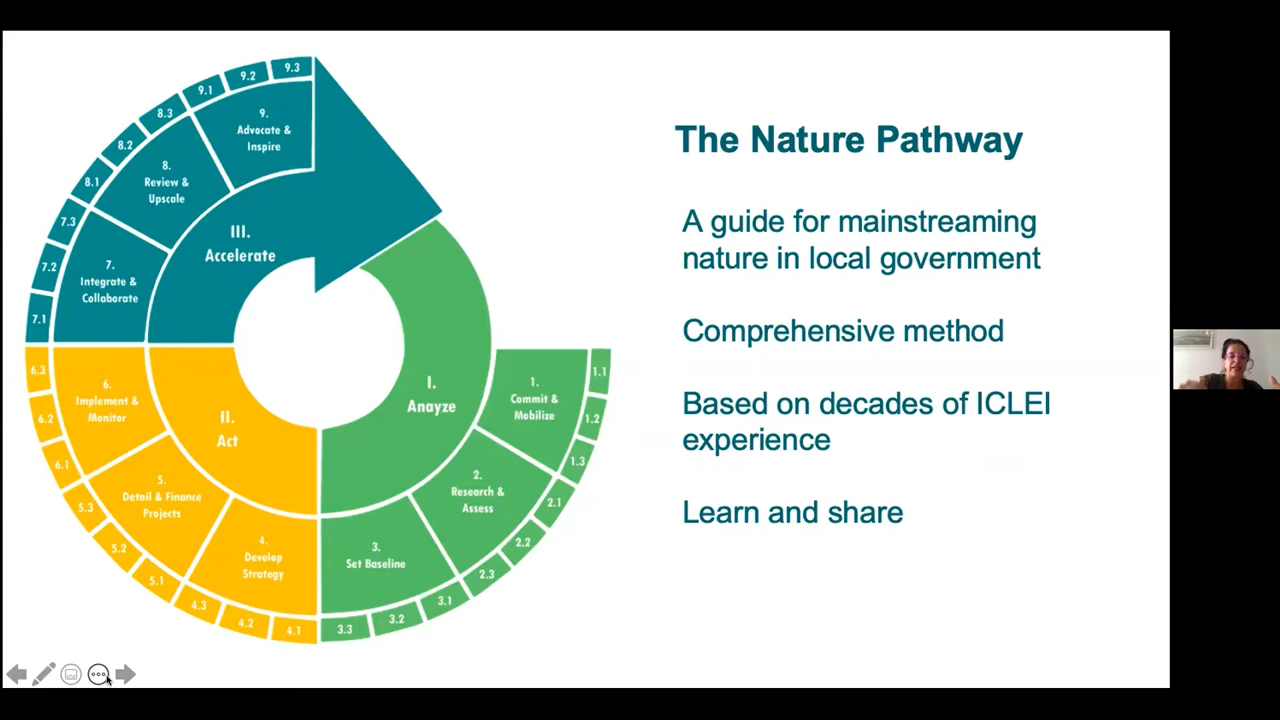 The Nature Pathway
A guide for mainstreaming
nature in local government
Comprehensive method
Based on decades of ICLEI
experience
Learn and share
I.
Anayze
1.
Commit &
Mobilize
1.1
1.2
1.3
2.
Research &
Assess
2.1
2.2
2.3
3.
Set Baseline
3.1
3.2
3.3
II.
Act
4.
Develop
Strategy
4.1
4.2
4.3
5.
Detail & Finance
Projects
5.1
5.2
5.3
6.
Implement &
Monitor
6.1
6.2
6.3
III.
Accelerate
7.
Integrate &
Collaborate
7.1
7.2
7.3
8.
Review &
Upscale
8.1
8.2
8.3
9.
Advocate &
Inspire
9.1
9.2
9.3